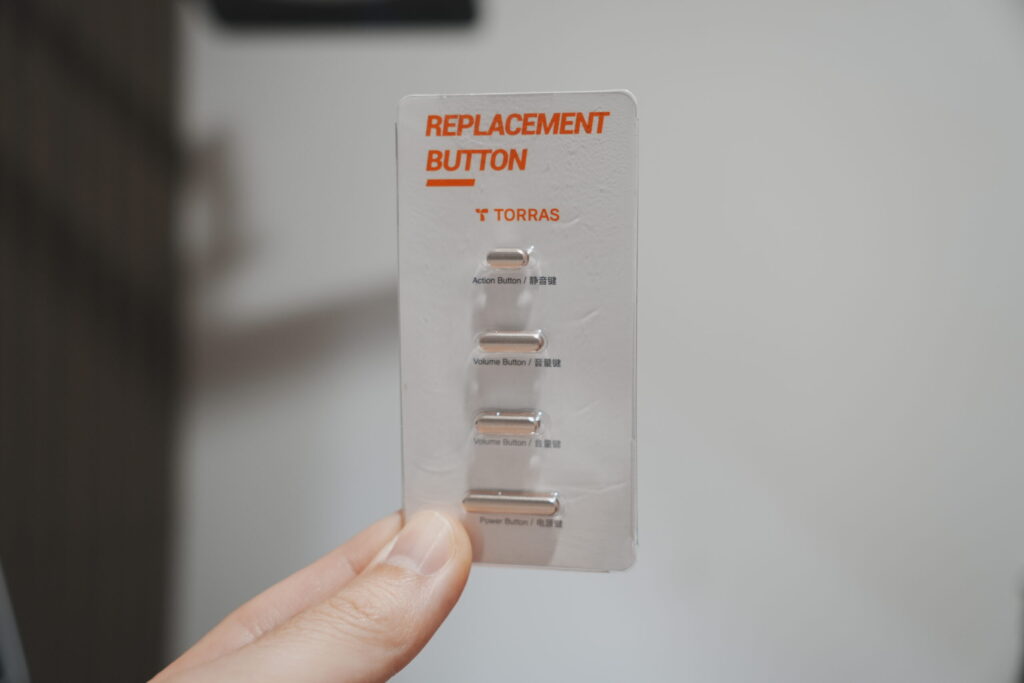 REPLACEMENT
BUTTON
TORRAS
Action Button / 静音键
Volume Button / 音量键
Volume Button / 音量键
Power Button / 电源键